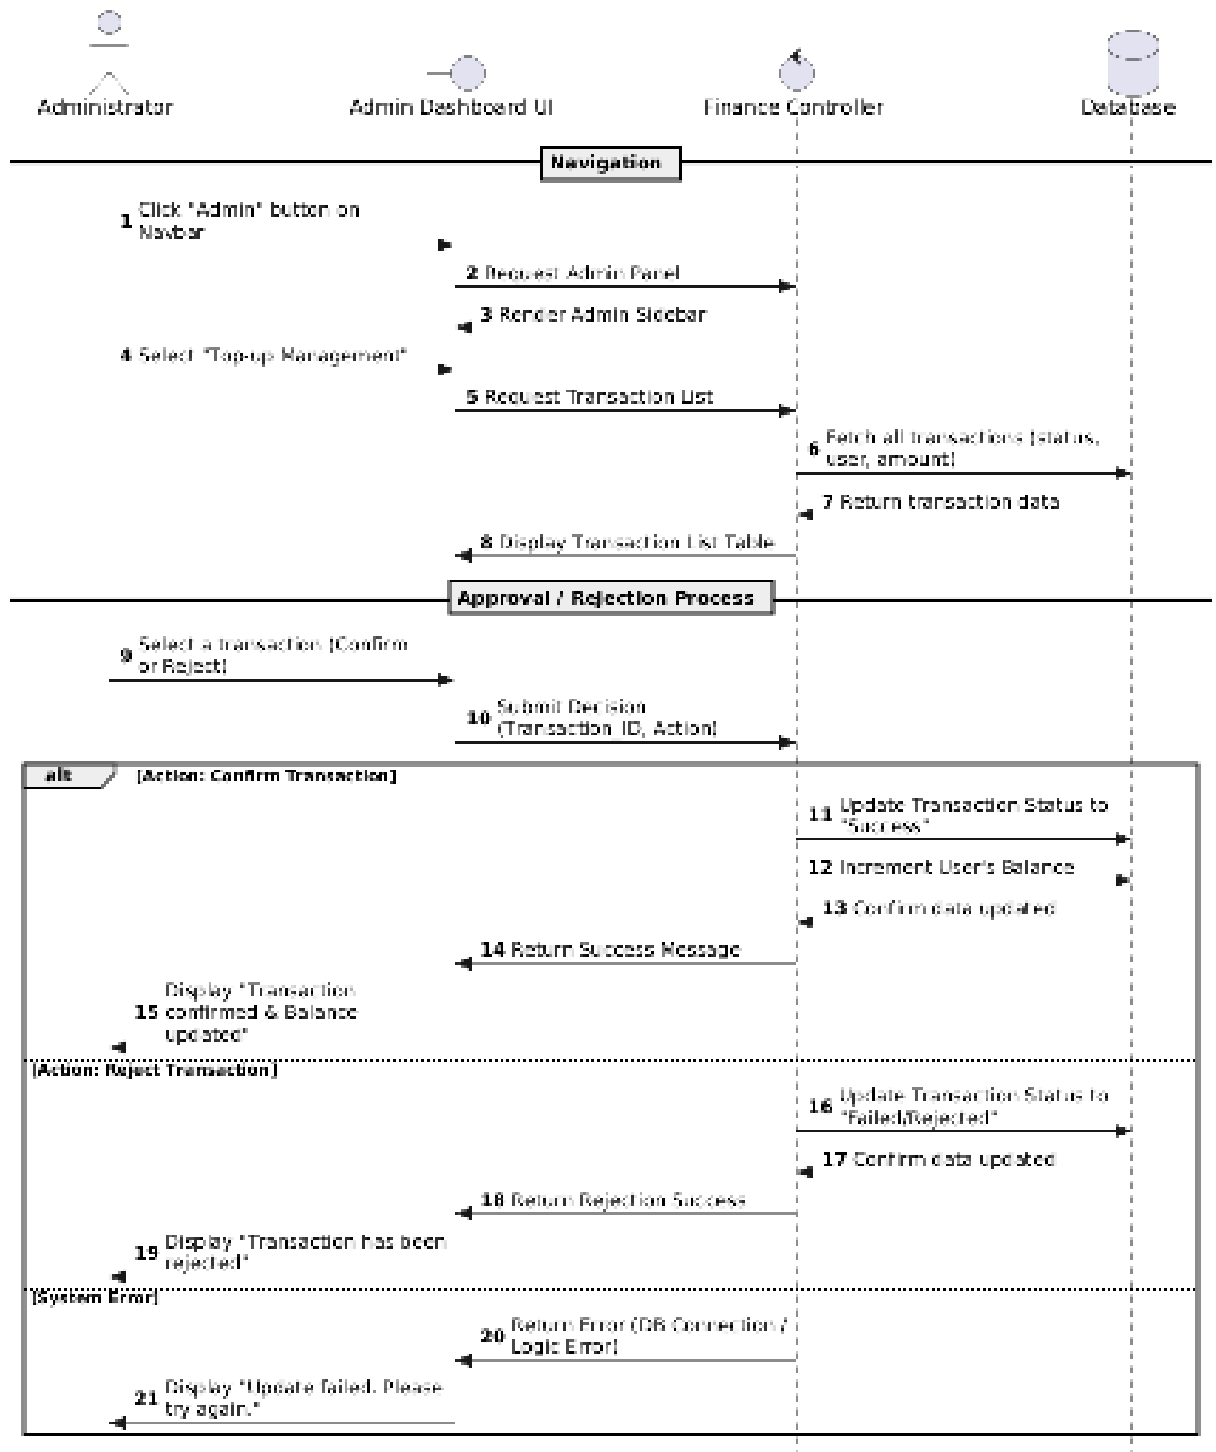 Administrator
Admin Dashboard UI
Finance Controller
Database
Navigation
1 Click "Admin" button on
Navbar
2 Request Admin Panel
3 Render Admin Sidebar
4 Select "Top-up Management"
5 Request Transaction List
6 Fetch all transactions (status,
user, amount)
7 Return transaction data
8 Display Transaction List Table
Approval / Rejection Process
9 Select a transaction (Confirm
or Reject)
10 Submit Decision
(Transaction_ID, Action)
alt [Action: Confirm Transaction]
11 Update Transaction Status to
"Success"
12 Increment User's Balance
13 Confirm data updated
14 Return Success Message
15 Display "Transaction
confirmed & Balance
updated"
[Action: Reject Transaction]
16 Update Transaction Status to
"Failed/Rejected"
17 Confirm data updated
18 Return Rejection Success
19 Display "Transaction has been
rejected"
[System Error]
20 Return Error (DB Connection /
Logic Error)
21 Display "Update failed. Please
try again."